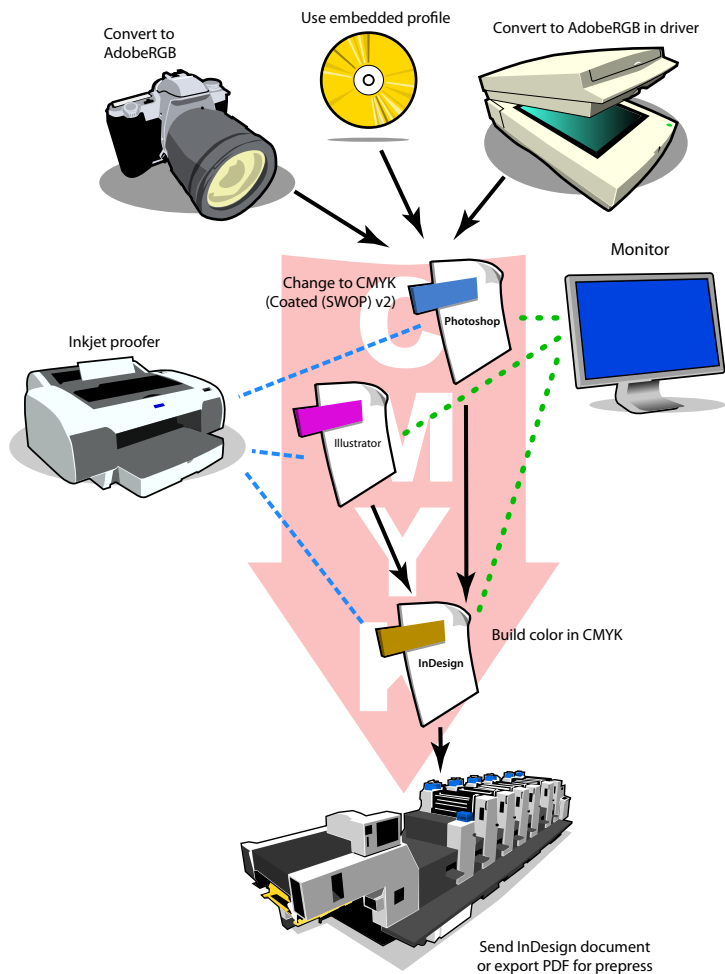 Use embedded profile
Convert to
AdobeRGB
Convert to AdobeRGB in driver
Monitor
Change to CMYK
(Coated (SWOP) v2)
Photoshop
Inkjet proofer
Illustrator
C
M
Y
K
Build color in CMYK
InDesign
Send InDesign document
or export PDF for prepress